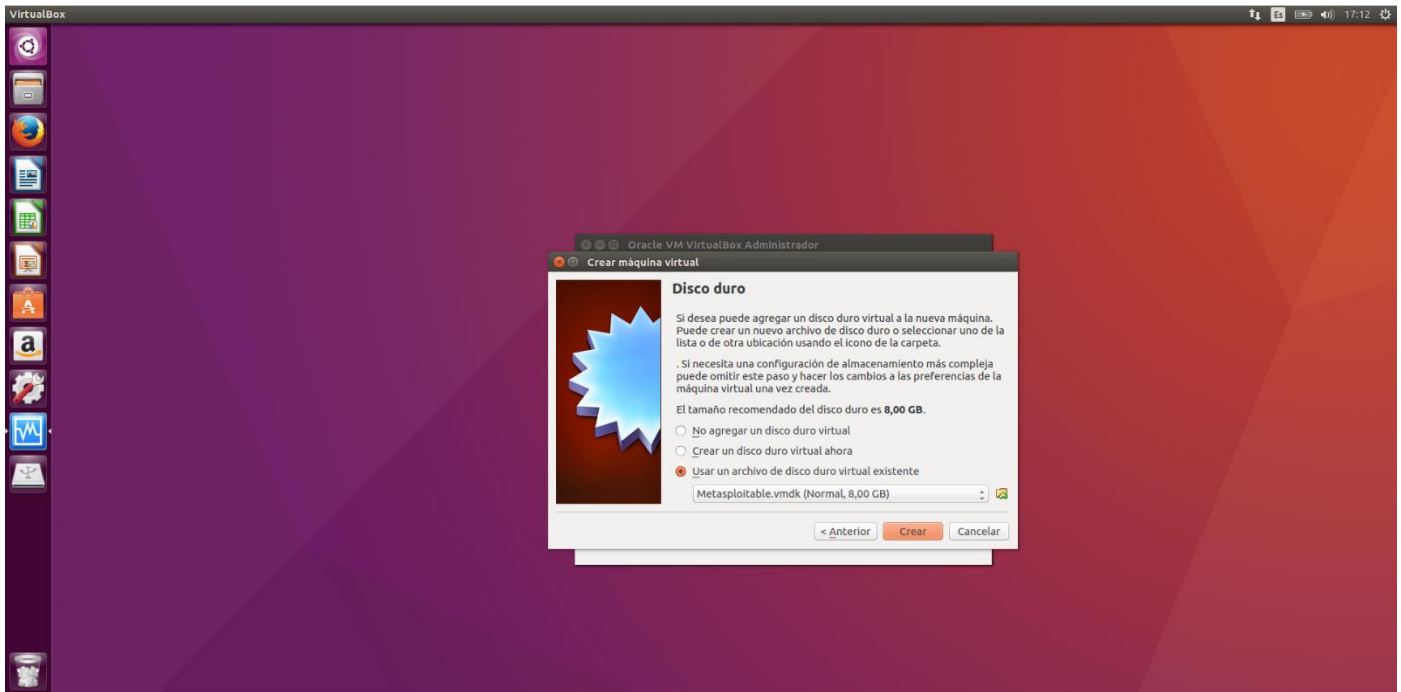 VirtualBox
Es
17:12
Oracle VM VirtualBox Administrador
Crear máquina virtual
Disco duro
Si desea puede agregar un disco duro virtual a la nueva máquina.
Puede crear un nuevo archivo de disco duro o seleccionar uno de la
lista o de otra ubicación usando el icono de la carpeta.
. Si necesita una configuración de almacenamiento más compleja
puede omitir este paso y hacer los cambios a las preferencias de la
máquina virtual una vez creada.
El tamaño recomendado del disco duro es 8,00 GB.
No agregar un disco duro virtual
Crear un disco duro virtual ahora
Usar un archivo de disco duro virtual existente
Metasploitable.vmdk (Normal, 8,00 GB)
< Anterior
Crear
Cancelar